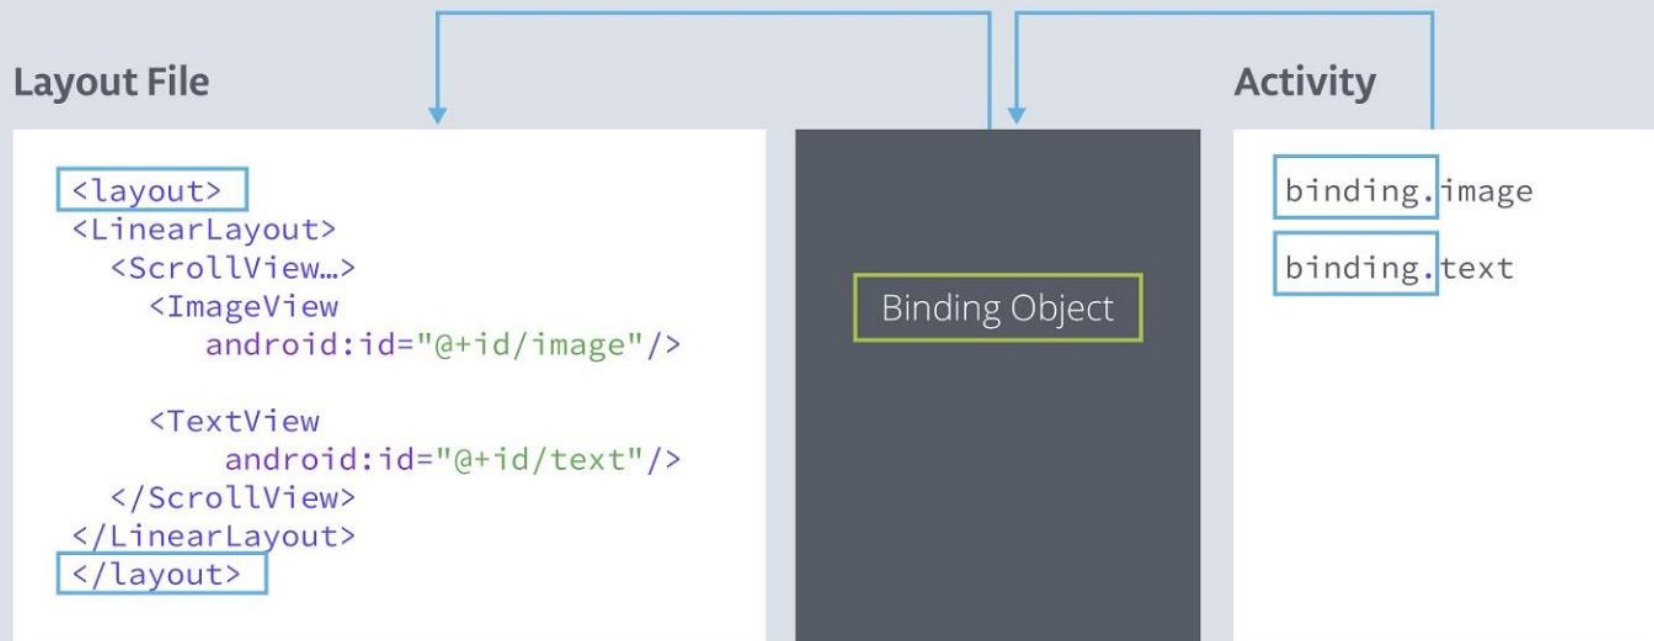 Layout File
<layout>
<LinearLayout>
<ScrollView…>
<ImageView
android:id="@+id/image"/>
<TextView
android:id="@+id/text"/>
</ScrollView>
</LinearLayout>
</layout>
Binding Object
Activity
binding.image
binding.text